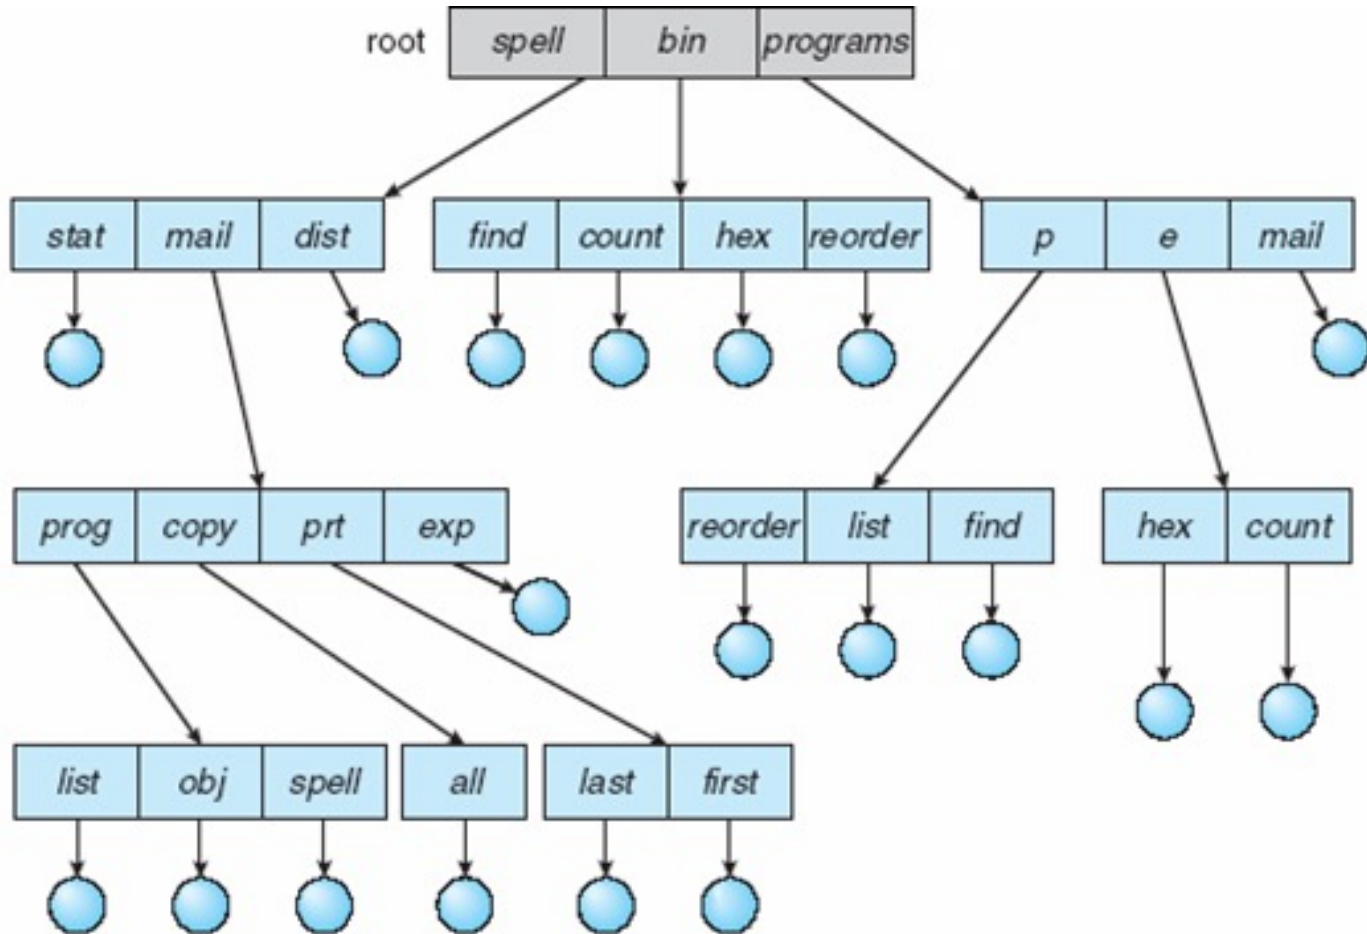 root spell bin programs
stat mail dist find count hex reorder p e mail
prog copy prt exp reorder list find hex count
list obj spell all last first